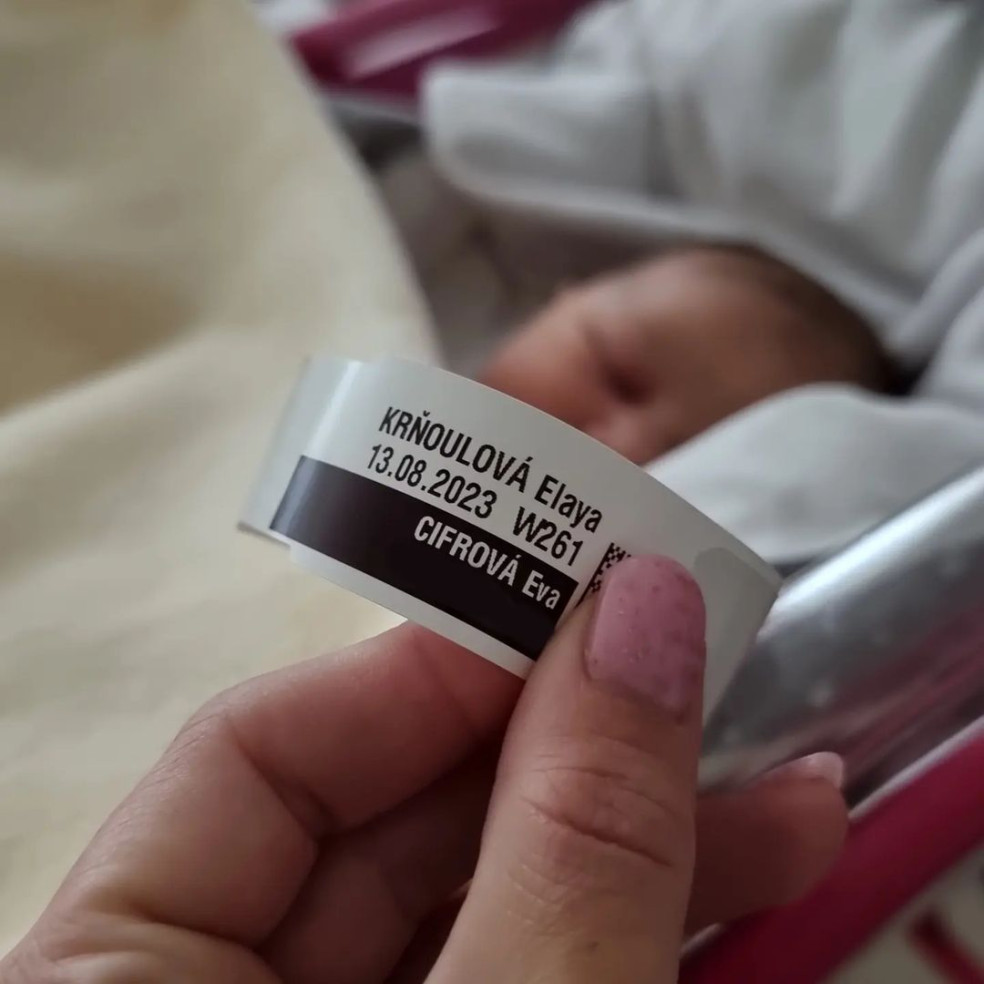 KRŇOULOVÁ Elaya
13.08.2023 W261
CIFROVÁ Eva